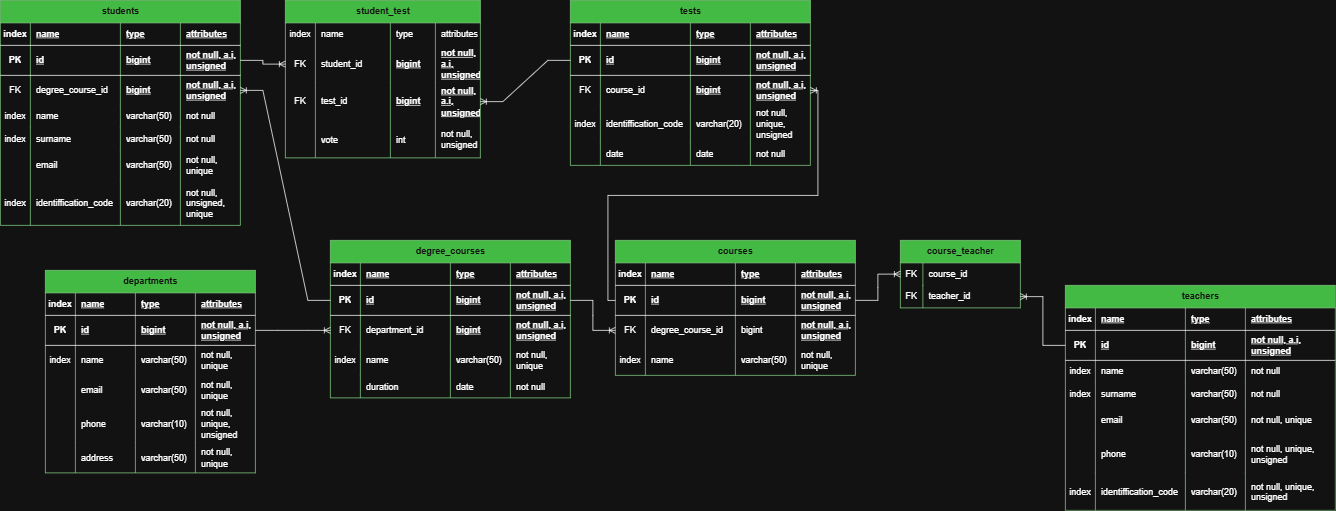 students
index name type attributes
PK id bigint not null, a.i,
unsigned
FK degree_course_id bigint not null, a.i,
unsigned
index name varchar(50) not null
index surname varchar(50) not null
email varchar(50) not null,
unique
index identiffication_code varchar(20) not null,
unsigned,
unique
student_test
index name type attributes
FK student_id bigint not null,
a.i,
unsigned
FK test_id bigint not null,
a.i,
unsigned
vote int not null,
unsigned
tests
index name type attributes
PK id bigint not null, a.i,
unsigned
FK course_id bigint not null, a.i,
unsigned
index identiffication_code varchar(20) not null,
unique,
unsigned
date date not null
departments
index name type attributes
PK id bigint not null, a.i,
unsigned
index name varchar(50) not null,
unique
email varchar(50) not null,
unique
phone varchar(10) not null,
unique,
unsigned
address varchar(50) not null,
unique
degree_courses
index name type attributes
PK id bigint not null, a.i,
unsigned
FK department_id bigint not null, a.i,
unsigned
index name varchar(50) not null,
unique
duration date not null
courses
index name type attributes
PK id bigint not null, a.i,
unsigned
FK degree_course_id bigint not null, a.i,
unsigned
index name varchar(50) not null,
unique
course_teacher
FK course_id
FK teacher_id
teachers
index name type attributes
PK id bigint not null, a.i,
unsigned
index name varchar(50) not null
index surname varchar(50) not null
email varchar(50) not null, unique
phone varchar(10) not null, unique,
unsigned
index identiffication_code varchar(20) not null, unique,
unsigned